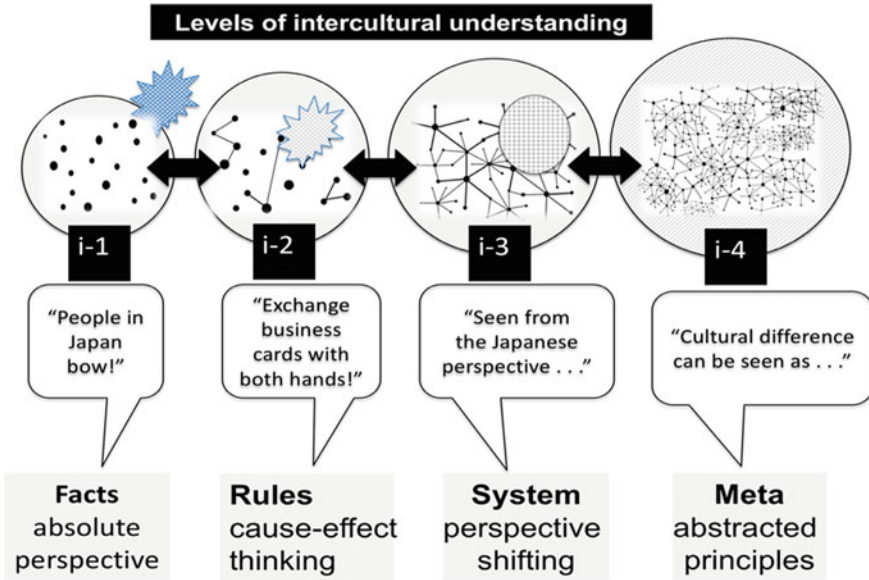 Levels of intercultural understanding
i-1
i-2
i-3
i-4
“People in
Japan
bow!”
“Exchange
business
cards with
both hands!”
“Seen from
the Japanese
perspective . . .”
“Cultural difference
can be seen as . . .”
Facts
absolute
perspective
Rules
cause-effect
thinking
System
perspective
shifting
Meta
abstracted
principles